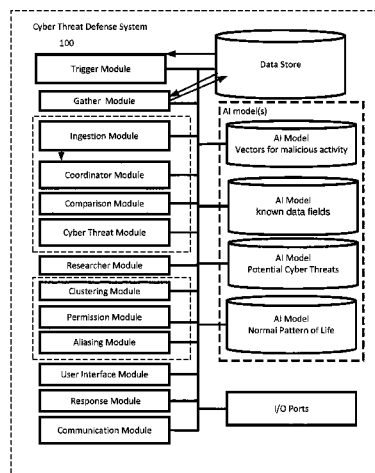 Cyber Threat Defense System
100
Trigger Module
Gather Module
Ingestion Module
Coordinator Module
Comparison Module
Cyber Threat Module
Researcher Module
Clustering Module
Permission Module
Aliasing Module
User Interface Module
Response Module
Communication Module
Data Store
AI model(s)
AI Model
Vectors for malicious activity
AI Model
known data fields
AI Model
Potential Cyber Threats
AI Model
Normal Pattern of Life
I/O Ports